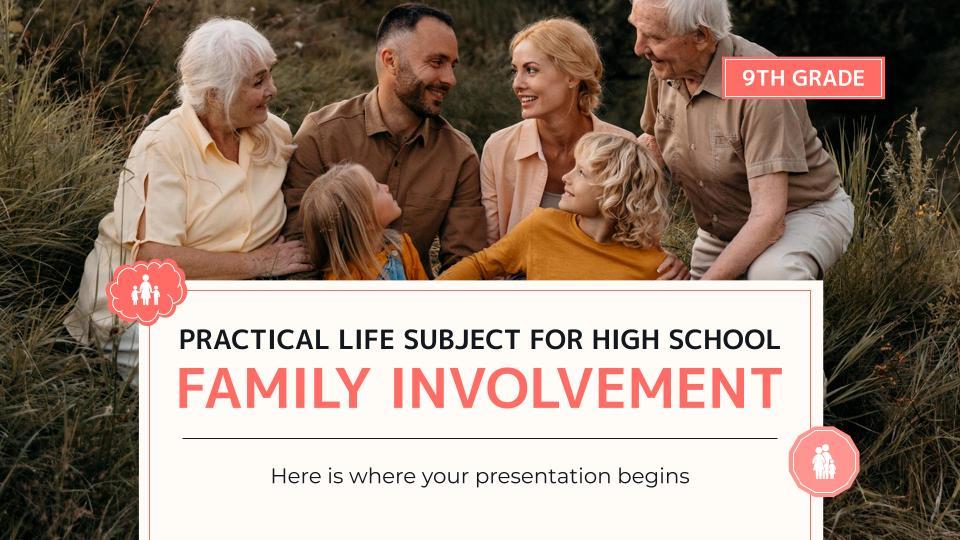 9TH GRADE
PRACTICAL LIFE SUBJECT FOR HIGH SCHOOL
FAMILY INVOLVEMENT
Here is where your presentation begins